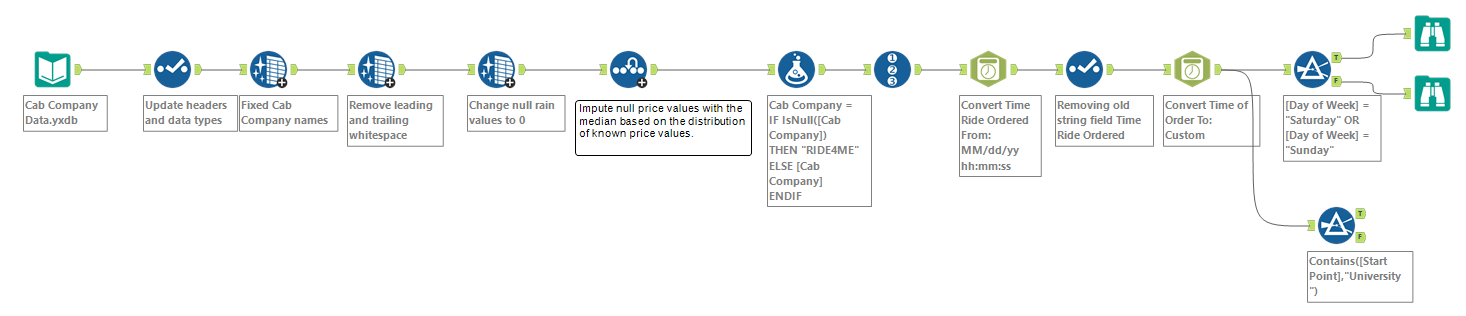 1
2
3
T
F
Cab Company
Data.yxdb
Update headers
and data types
Fixed Cab
Company names
Remove leading
and trailing
whitespace
Change null rain
values to 0
Impute null price values with the
median based on the distribution
of known price values.
Cab Company =
IF IsNull([Cab
Company])
THEN "RIDE4ME"
ELSE [Cab
Company]
ENDIF
Convert Time
Ride Ordered
From:
MM/dd/yy
hh:mm:ss
Removing old
string field Time
Ride Ordered
Convert Time of
Order To:
Custom
[Day of Week] =
"Saturday" OR
[Day of Week] =
"Sunday"
T
F
Contains([Start
Point],"University
")